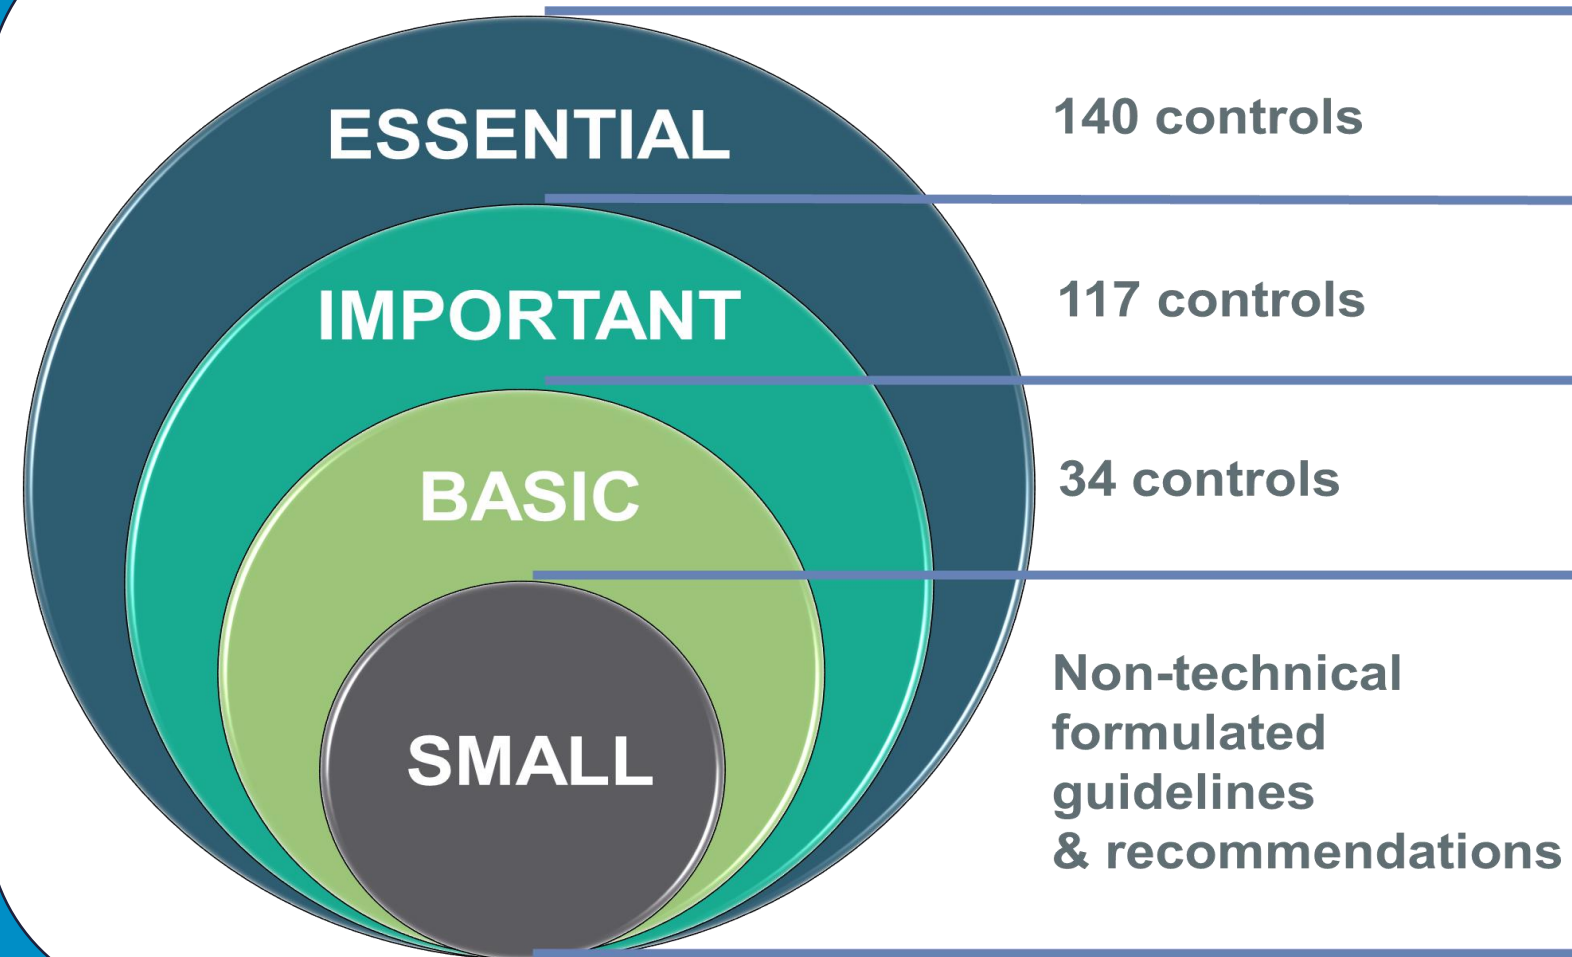 ESSENTIAL
140 controls
IMPORTANT
117 controls
BASIC
34 controls
SMALL
Non-technical
formulated
guidelines
& recommendations